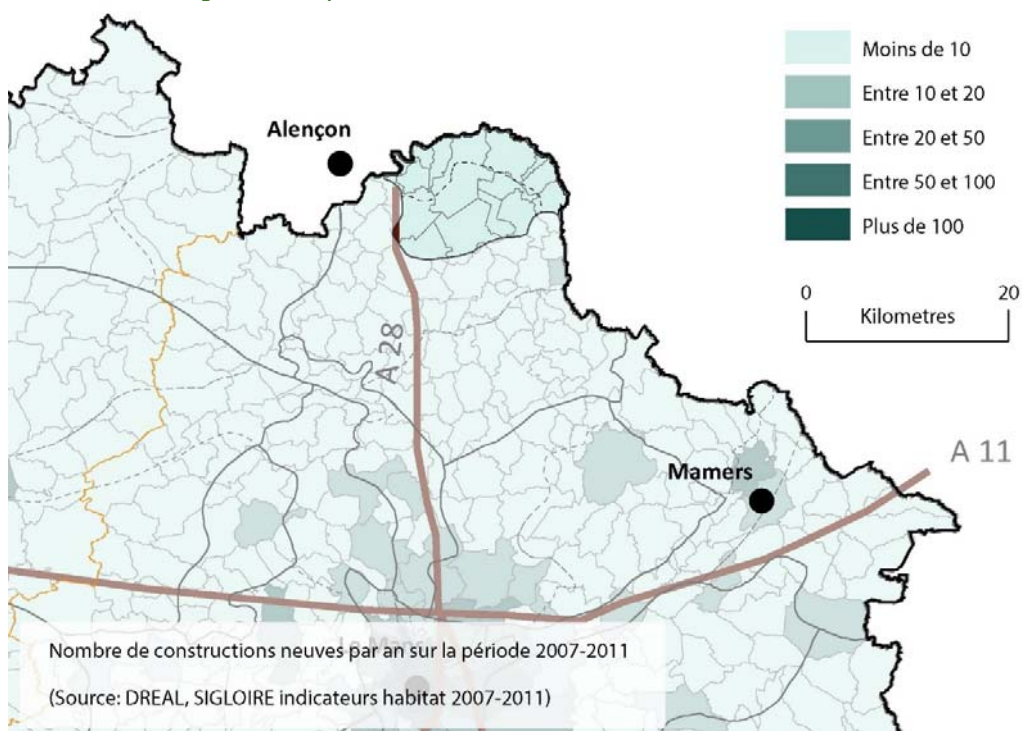 Moins de 10
Entre 10 et 20
Entre 20 et 50
Entre 50 et 100
Plus de 100
0 20
Kilometres
Alençon
A 28
Mamers
A 11
Le Mans
Nombre de constructions neuves par an sur la période 2007-2011
(Source: DREAL, SIGLOIRE indicateurs habitat 2007-2011)